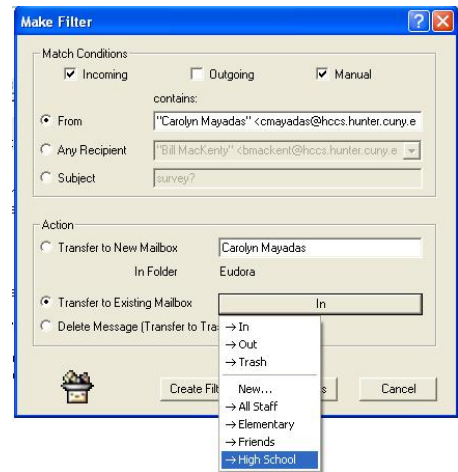 Make Filter
Match Conditions
Incoming Outgoing Manual
contains:
From "Carolyn Mayadas" <cmayadas@hccs.hunter.cuny.e
Any Recipient "Bill MacKenty" <bmackent@hccs.hunter.cuny.e
Subject survey?
Action
Transfer to New Mailbox Carolyn Mayadas
In Folder Eudora
Transfer to Existing Mailbox In
Delete Message (Transfer to Tra
→ In
→ Out
→ Trash
New...
→ All Staff
→ Elementary
→ Friends
→ High School
Create Filt s Cancel